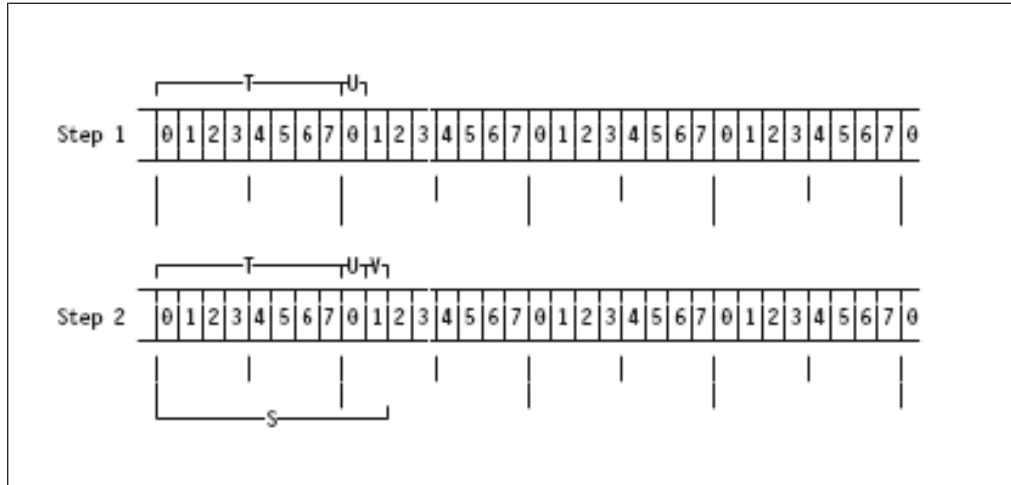 T U
Step 1 0 1 2 3 4 5 6 7 0 1 2 3 4 5 6 7 0 1 2 3 4 5 6 7 0 1 2 3 4 5 6 7 0
T U V
Step 2 0 1 2 3 4 5 6 7 0 1 2 3 4 5 6 7 0 1 2 3 4 5 6 7 0 1 2 3 4 5 6 7 0
S